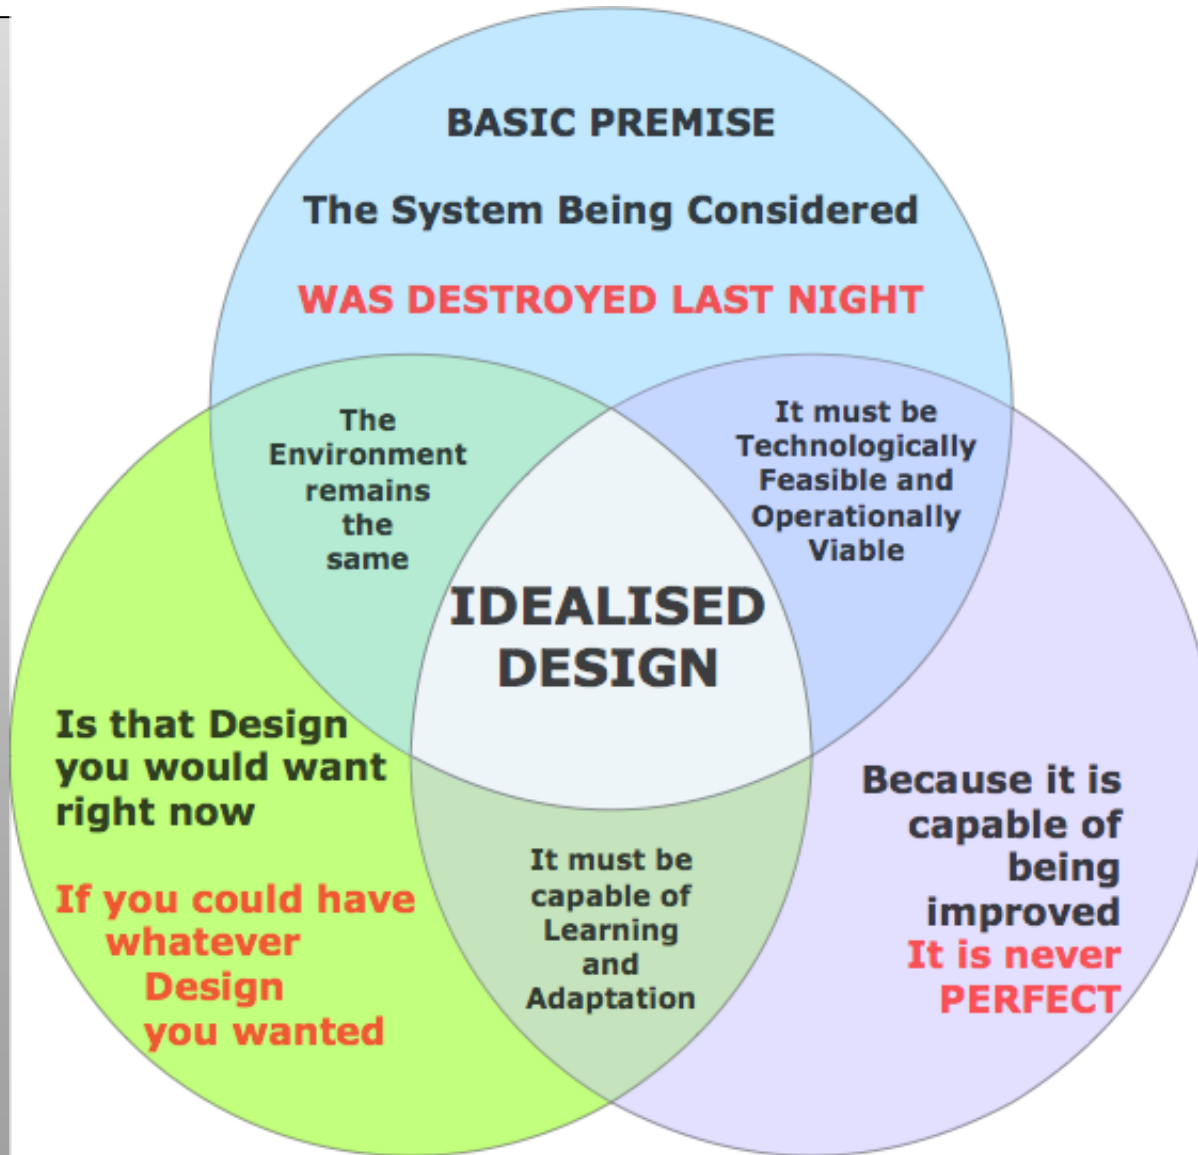 BASIC PREMISE
The System Being Considered
WAS DESTROYED LAST NIGHT
The
Environment
remains
the
same
It must be
Technologically
Feasible and
Operationally
Viable
IDEALISED
DESIGN
Is that Design
you would want
right now
If you could have
whatever
Design
you wanted
It must be
capable of
Learning
and
Adaptation
Because it is
capable of
being
improved
It is never
PERFECT